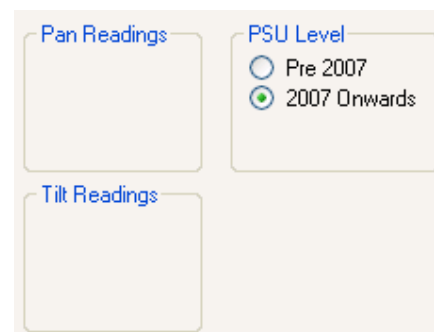 Pan Readings
PSU Level
Pre 2007
2007 Onwards
Tilt Readings